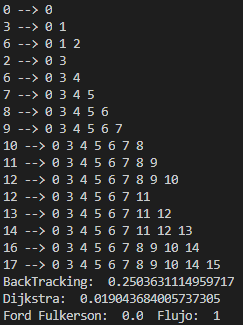 0 --> 0
3 --> 0 1
6 --> 0 1 2
2 --> 0 3
6 --> 0 3 4
7 --> 0 3 4 5
8 --> 0 3 4 5 6
9 --> 0 3 4 5 6 7
10 --> 0 3 4 5 6 7 8
11 --> 0 3 4 5 6 7 8 9
12 --> 0 3 4 5 6 7 8 9 10
12 --> 0 3 4 5 6 7 11
13 --> 0 3 4 5 6 7 11 12
14 --> 0 3 4 5 6 7 11 12 13
16 --> 0 3 4 5 6 7 8 9 10 14
17 --> 0 3 4 5 6 7 8 9 10 14 15
BackTracking:  0.2503631114959717
Dijkstra:  0.019043684005737305
Ford Fulkerson:  0.0  Flujo:  1